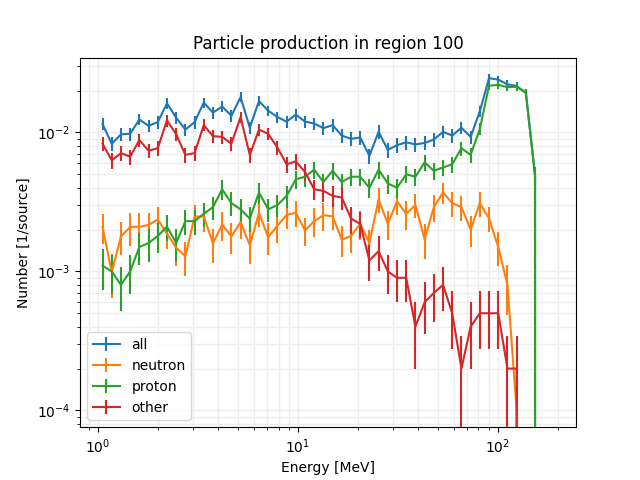 Particle production in region 100
Number [1/source]
10⁻²
10⁻³
10⁻⁴
all
neutron
proton
other
10⁰
10¹
10²
Energy [MeV]